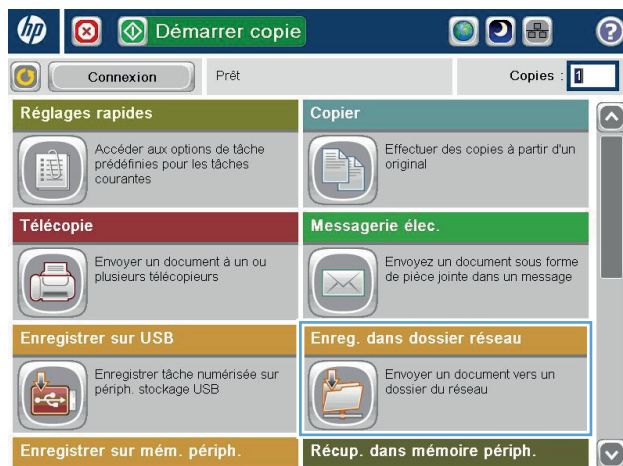 hp
Démarrer copie
?
Connexion
Prêt
Copies :
1
Réglages rapides
Accéder aux options de tâche
prédéfinies pour les tâches
courantes
Copier
Effectuer des copies à partir d'un
original
Télécopie
Envoyer un document à un ou
plusieurs télécopieurs
Messagerie élec.
Envoyez un document sous forme
de pièce jointe dans un message
Enregistrer sur USB
Enregistrer tâche numérisée sur
périph. stockage USB
Enreg. dans dossier réseau
Envoyer un document vers un
dossier du réseau
Enregistrer sur mém. périph.
Récup. dans mémoire périph.